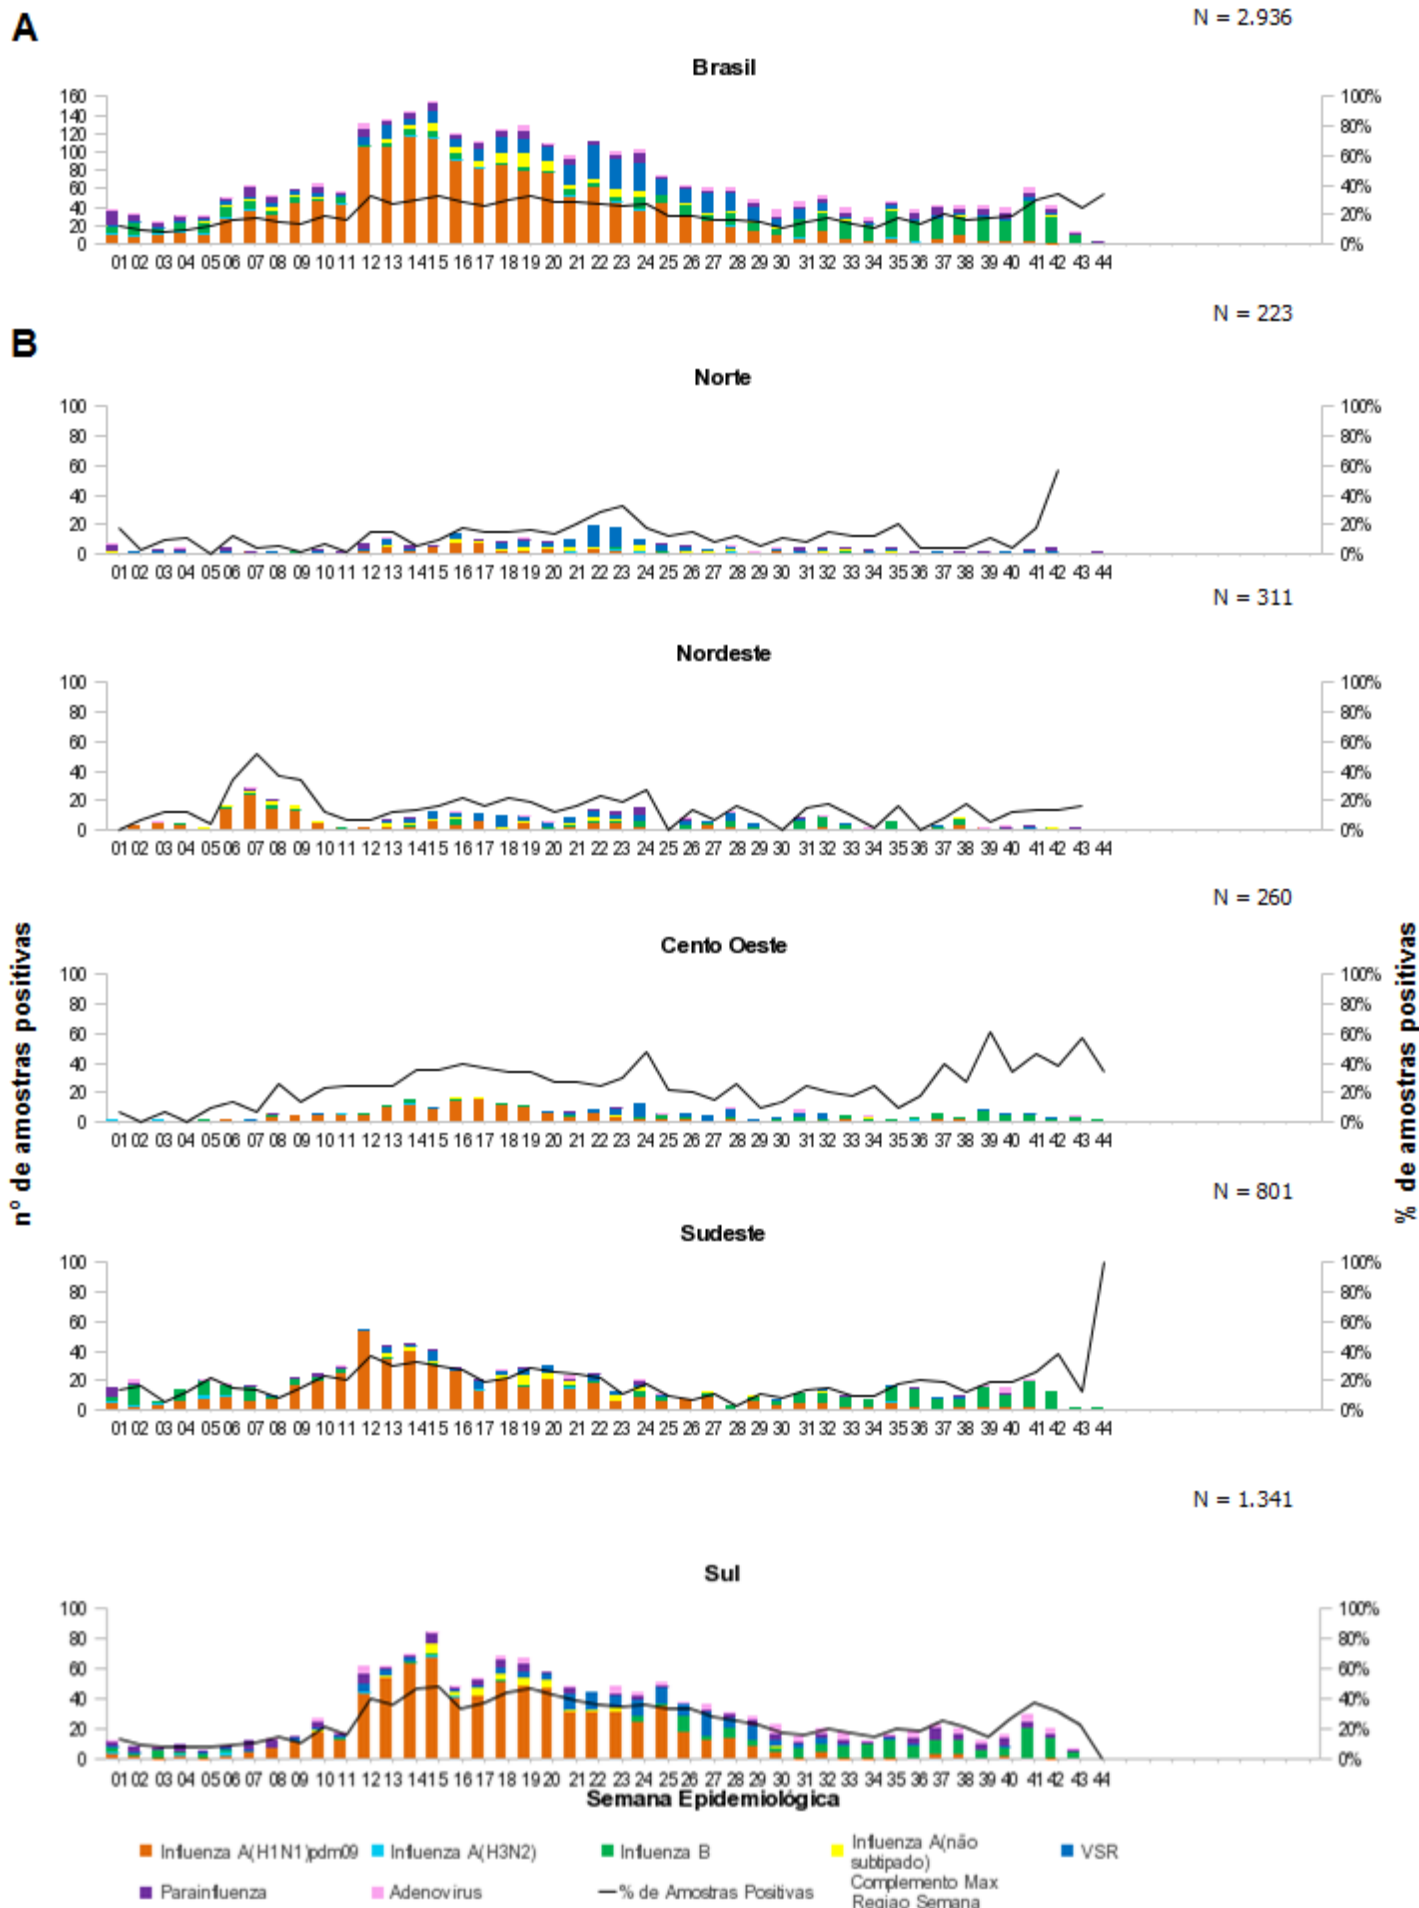 A
N = 2.936
Brasil
160
140
120
100
80
60
40
20
0
100%
80%
60%
40%
20%
0%
01 02 03 04 05 06 07 08 09 10 11 12 13 14 15 16 17 18 19 20 21 22 23 24 25 26 27 28 29 30 31 32 33 34 35 36 37 38 39 40 41 42 43 44
N = 223
B
Norte
100
80
60
40
20
0
100%
80%
60%
40%
20%
0%
01 02 03 04 05 06 07 08 09 10 11 12 13 14 15 16 17 18 19 20 21 22 23 24 25 26 27 28 29 30 31 32 33 34 35 36 37 38 39 40 41 42 43 44
N = 311
Nordeste
100
80
60
40
20
0
100%
80%
60%
40%
20%
0%
01 02 03 04 05 06 07 08 09 10 11 12 13 14 15 16 17 18 19 20 21 22 23 24 25 26 27 28 29 30 31 32 33 34 35 36 37 38 39 40 41 42 43 44
N = 260
Cento Oeste
100
80
60
40
20
0
100%
80%
60%
40%
20%
0%
01 02 03 04 05 06 07 08 09 10 11 12 13 14 15 16 17 18 19 20 21 22 23 24 25 26 27 28 29 30 31 32 33 34 35 36 37 38 39 40 41 42 43 44
nº de amostras positivas
% de amostras positivas
N = 801
Sudeste
100
80
60
40
20
0
100%
80%
60%
40%
20%
0%
01 02 03 04 05 06 07 08 09 10 11 12 13 14 15 16 17 18 19 20 21 22 23 24 25 26 27 28 29 30 31 32 33 34 35 36 37 38 39 40 41 42 43 44
N = 1.341
Sul
100
80
60
40
20
0
100%
80%
60%
40%
20%
0%
01 02 03 04 05 06 07 08 09 10 11 12 13 14 15 16 17 18 19 20 21 22 23 24 25 26 27 28 29 30 31 32 33 34 35 36 37 38 39 40 41 42 43 44
Semana Epidemiológica
Influenza A(H1N1)pdm09
Influenza A(H3N2)
Influenza B
Influenza A(não
subtipado)
VSR
Parainfluenza
Adenovirus
% de Amostras Positivas
Complemento Max
Regiao Semana